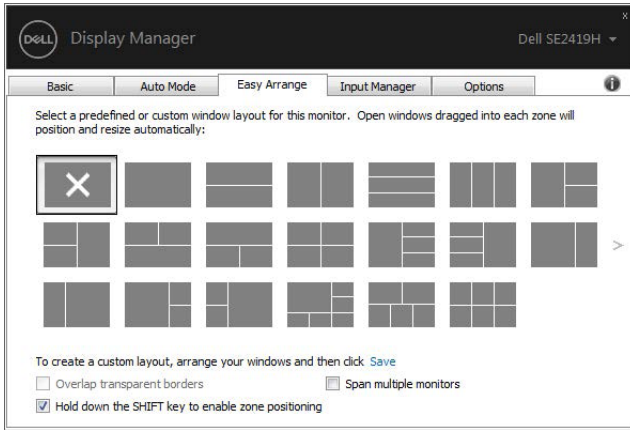 x
DELL Display Manager Dell SE2419H
Basic Auto Mode Easy Arrange Input Manager Options i
Select a predefined or custom window layout for this monitor. Open windows dragged into each zone will
position and resize automatically:
>
To create a custom layout, arrange your windows and then click Save
Overlap transparent borders Span multiple monitors
Hold down the SHIFT key to enable zone positioning